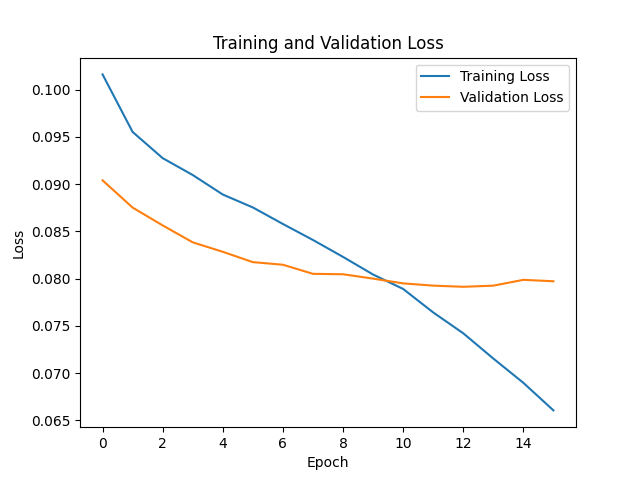 Training and Validation Loss
Training Loss
Validation Loss
Loss
0.100
0.095
0.090
0.085
0.080
0.075
0.070
0.065
0 2 4 6 8 10 12 14
Epoch